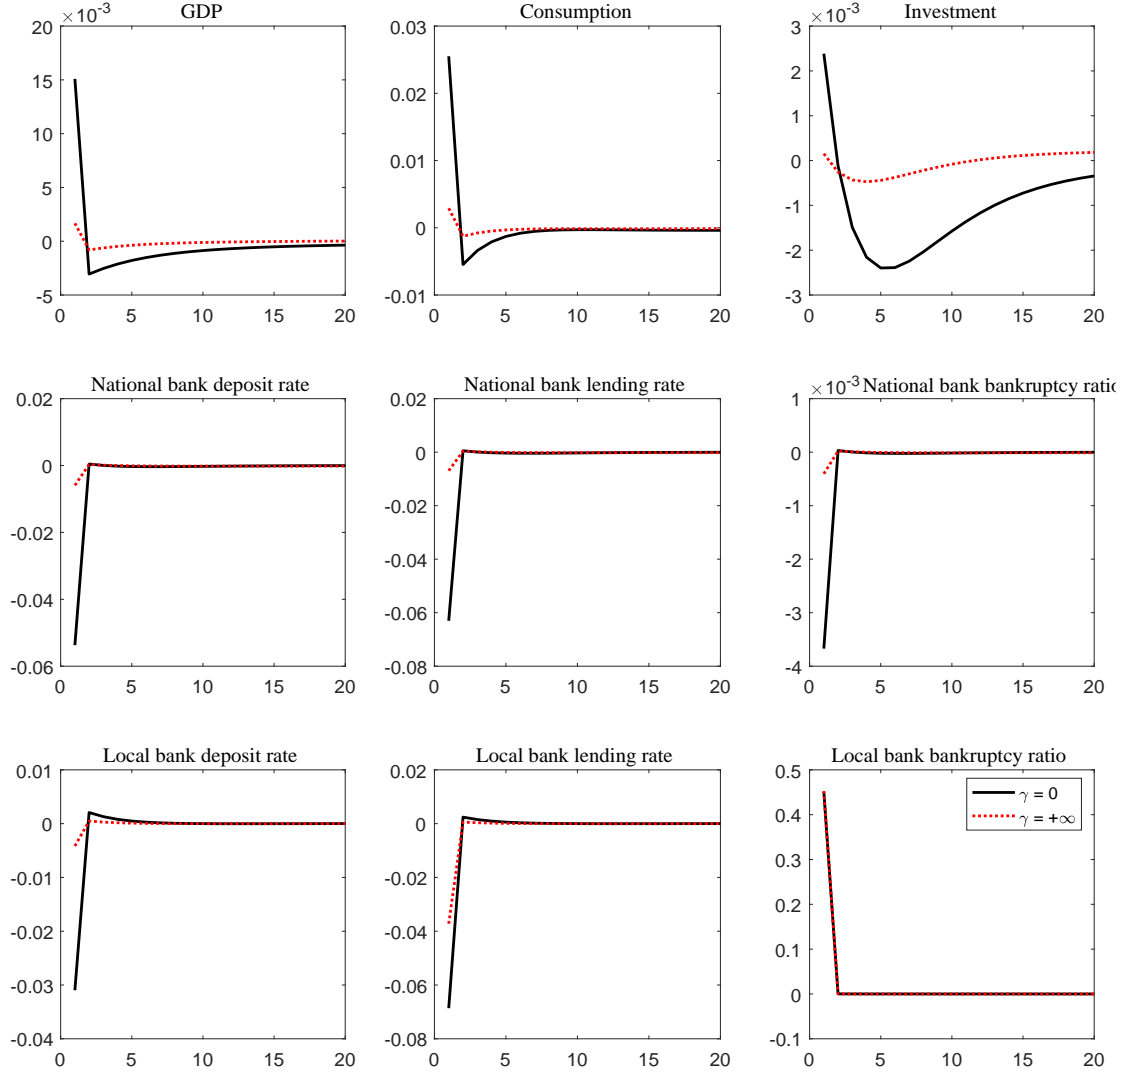 GDP
Consumption
Investment
×10⁻³
×10⁻³
20
15
10
5
0
-5
0 5 10 15 20
0.03
0.02
0.01
0
-0.01
0 5 10 15 20
3
2
1
0
-1
-2
-3
0 5 10 15 20
National bank deposit rate
National bank lending rate
×10⁻³ National bank bankruptcy ratio
0.02
0
-0.02
-0.04
-0.06
0 5 10 15 20
0.02
0
-0.02
-0.04
-0.06
-0.08
0 5 10 15 20
1
0
-1
-2
-3
-4
0 5 10 15 20
Local bank deposit rate
Local bank lending rate
Local bank bankruptcy ratio
0.01
0
-0.01
-0.02
-0.03
-0.04
0 5 10 15 20
0.02
0
-0.02
-0.04
-0.06
-0.08
0 5 10 15 20
0.5
0.4
0.3
0.2
0.1
0
-0.1
0 5 10 15 20
γ = 0
γ = +∞